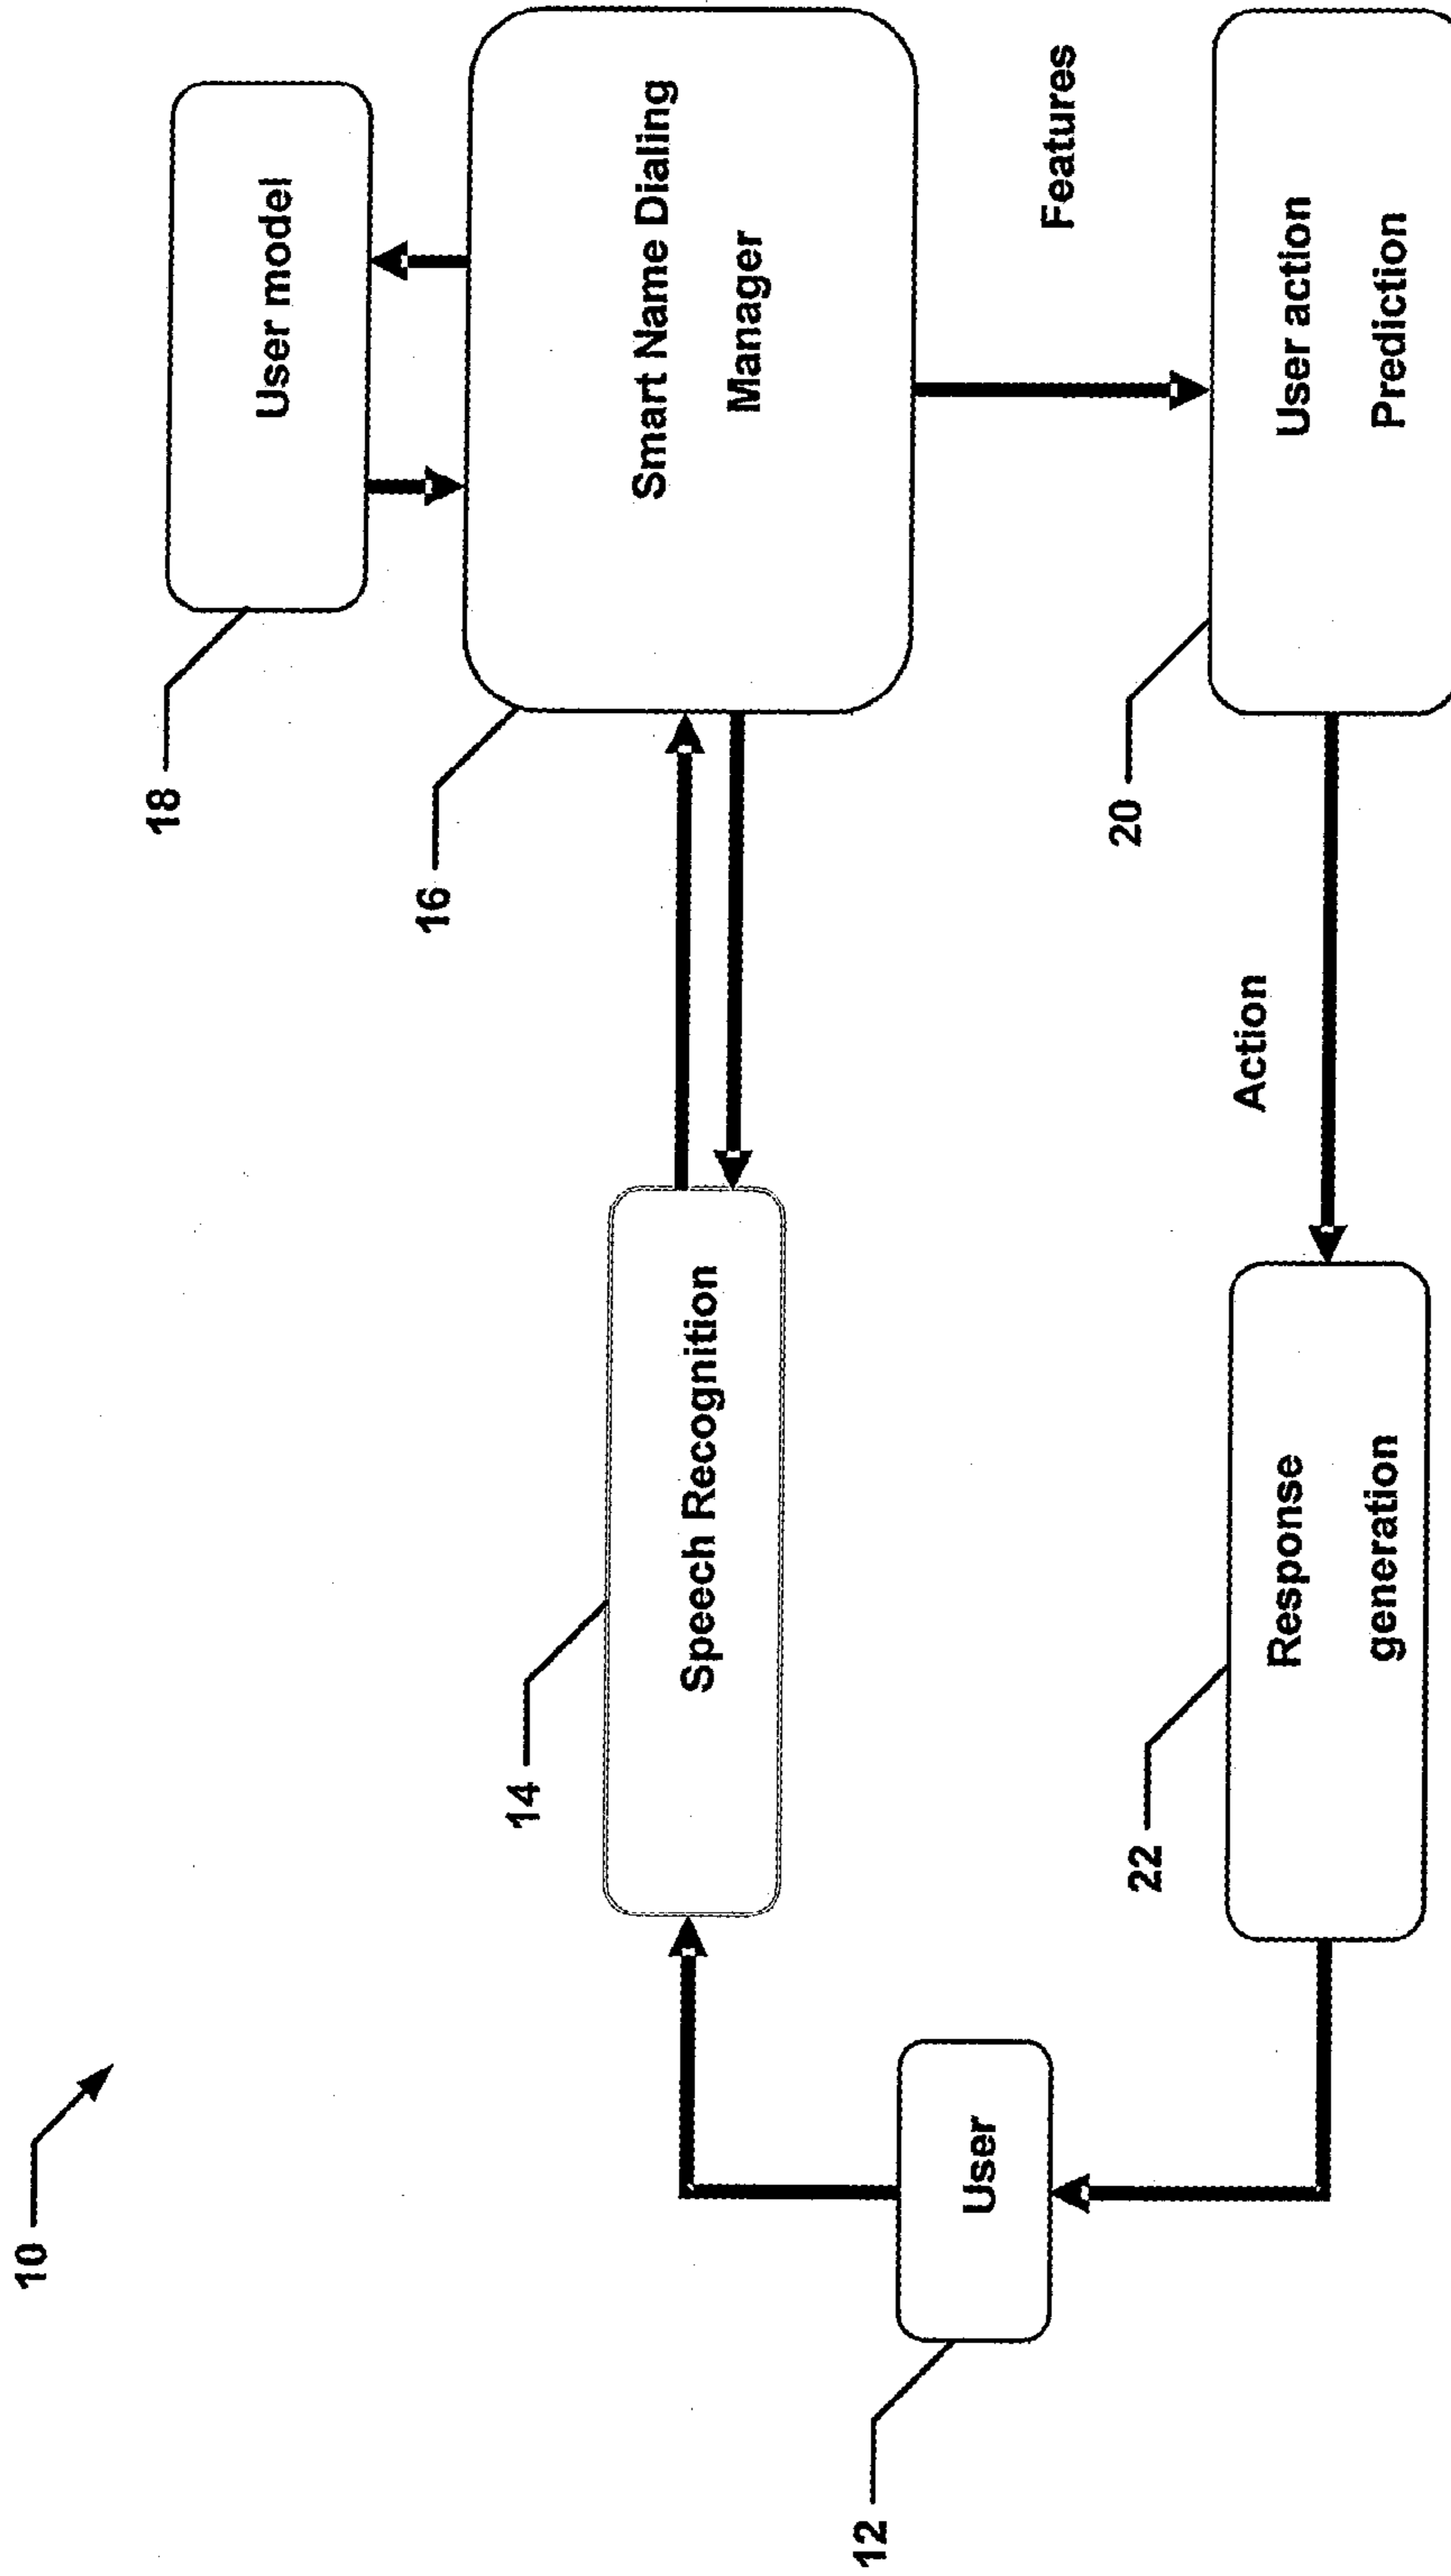 10
18
User model
16
Smart Name Dialing
Manager
14
Speech Recognition
12
User
Features
20
User action
Prediction
Action
22
Response
generation